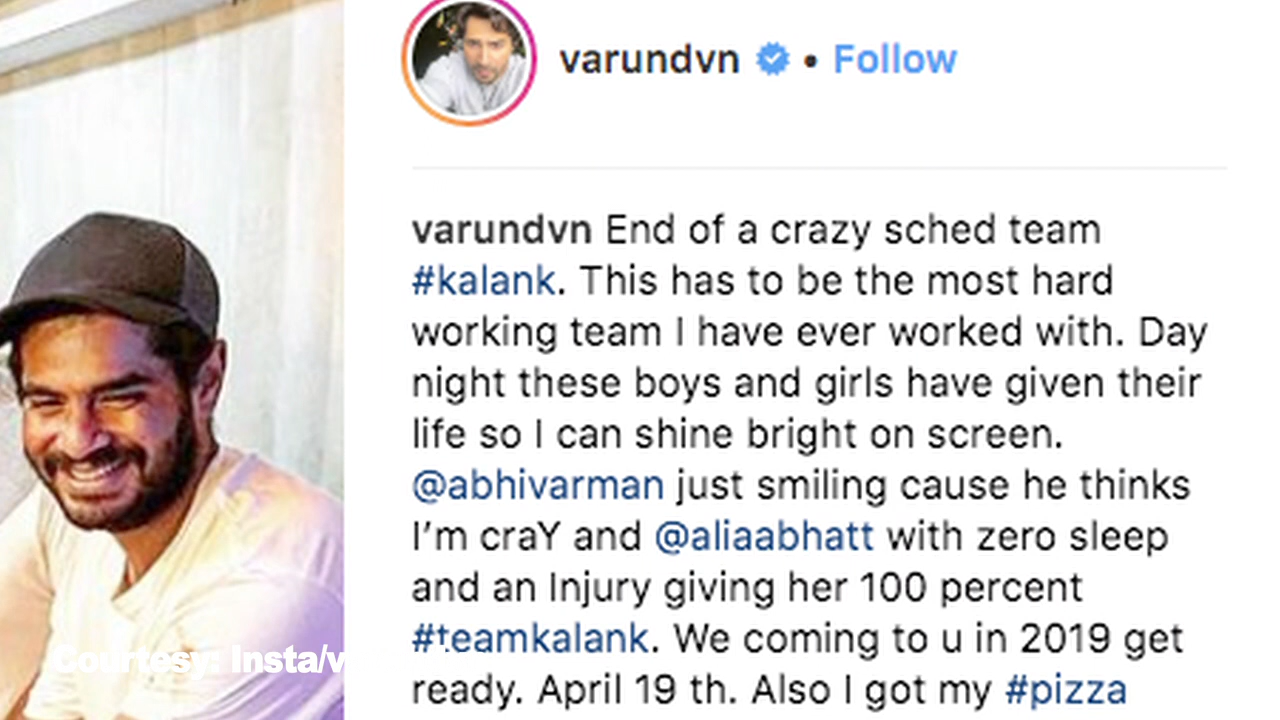 varundvn • Follow
varundvn End of a crazy sched team
#kalank. This has to be the most hard
working team I have ever worked with. Day
night these boys and girls have given their
life so I can shine bright on screen.
@abhivarman just smiling cause he thinks
I'm craY and @aliaabhatt with zero sleep
and an Injury giving her 100 percent
#teamkalank. We coming to u in 2019 get
ready. April 19 th. Also I got my #pizza
Courtesy: Insta/v